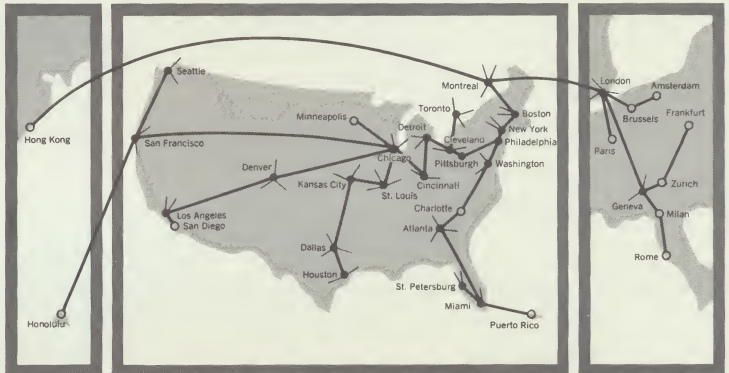 Hong Kong
Honolulu
Seattle
San Francisco
Minneapolis
Chicago
Denver
Kansas City
St. Louis
Los Angeles
San Diego
Dallas
Houston
Detroit
Toronto
Montreal
Boston
New York
Philadelphia
Cleveland
Pittsburgh
Cincinnati
Washington
Charlotte
Atlanta
St. Petersburg
Miami
Puerto Rico
London
Amsterdam
Brussels
Frankfurt
Paris
Zurich
Geneva
Milan
Rome